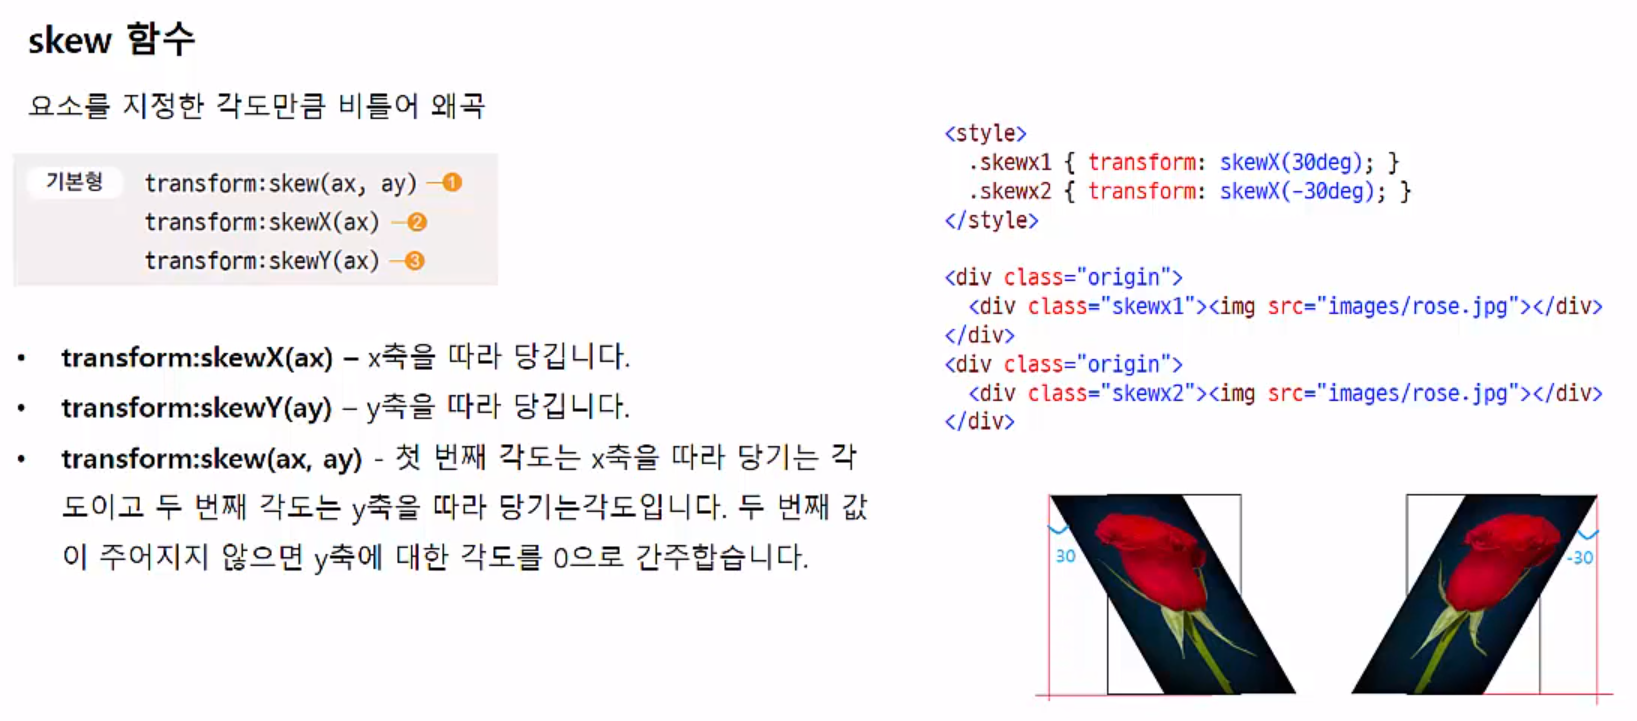 skew 함수
요소를 지정한 각도만큼 비틀어 왜곡
기본형 transform:skew(ax, ay) 1
transform:skewX(ax) 2
transform:skewY(ax) 3
• transform:skewX(ax) – x축을 따라 당깁니다.
• transform:skewY(ay) – y축을 따라 당깁니다.
• transform:skew(ax, ay) - 첫 번째 각도는 x축을 따라 당기는 각
도이고 두 번째 각도는 y축을 따라 당기는각도입니다. 두 번째 값
이 주어지지 않으면 y축에 대한 각도를 0으로 간주합습니다.
<style>
.skewx1 { transform: skewX(30deg); }
.skewx2 { transform: skewX(-30deg); }
</style>
<div class="origin">
<div class="skewx1"><img src="images/rose.jpg"></div>
</div>
<div class="origin">
<div class="skewx2"><img src="images/rose.jpg"></div>
</div>
30
-30